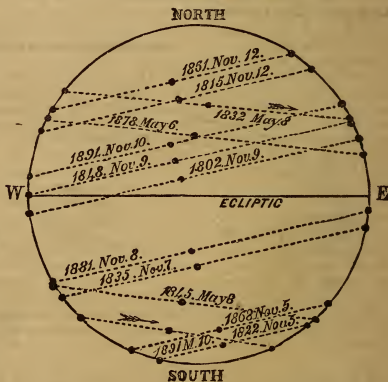 NORTH
1861. Nov. 12.
1815. Nov. 12.
1832 May. 8
1878. May 6.
1891. Nov. 10.
1848. Nov. 9.
1802. Nov. 9.
W
E
ECLIPTIC
1881. Nov. 8.
1835. Nov. 7.
1845. May 8
1868 Nov. 5.
1822. Nov. 5.
1891 M. 10.
SOUTH